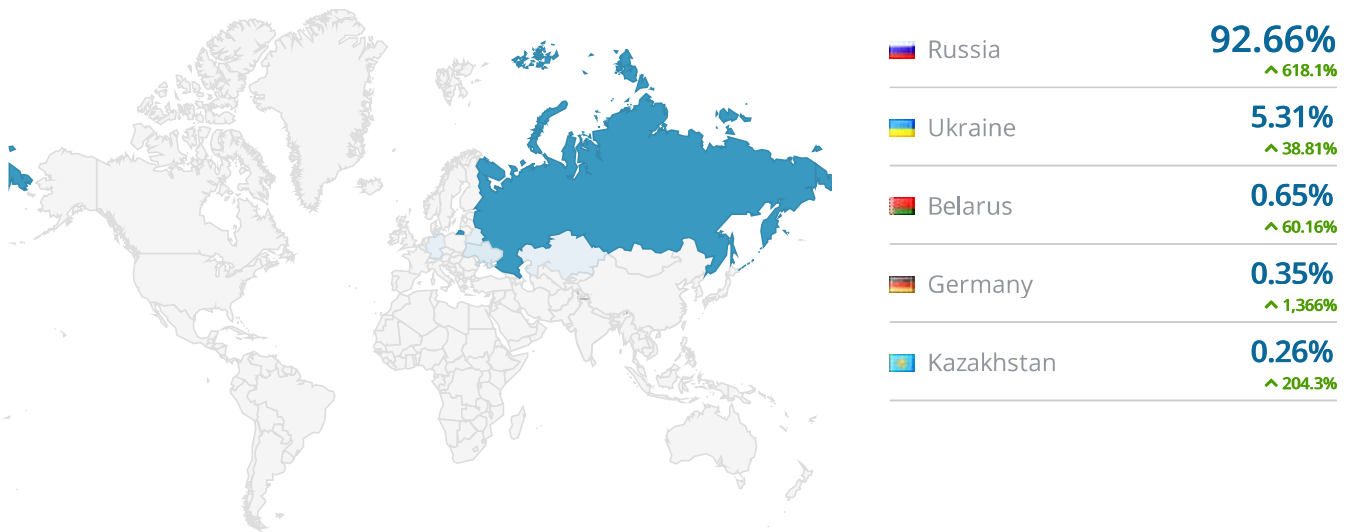 Russia
92.66%
618.1%
Ukraine
5.31%
38.81%
Belarus
0.65%
60.16%
Germany
0.35%
1,366%
Kazakhstan
0.26%
204.3%